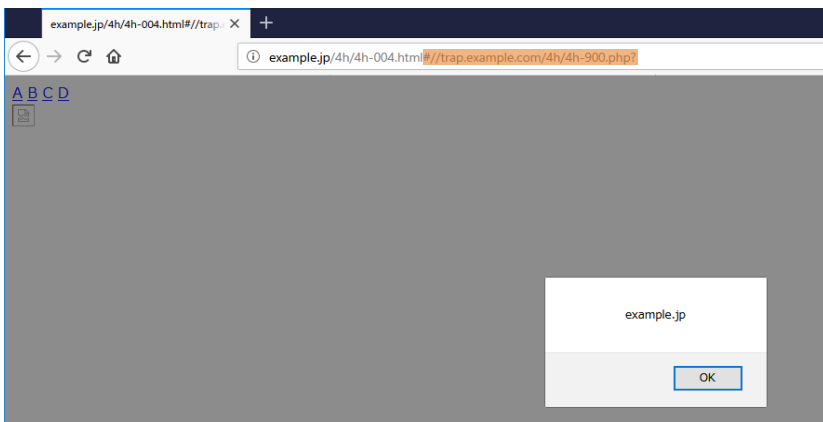 example.jp/4h/4h-004.html#//trap.
example.jp/4h/4h-004.html#//trap.example.com/4h/4h-900.php?
A B C D
example.jp
OK